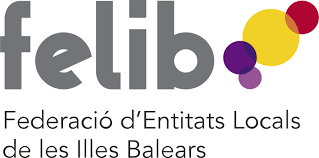 felib
Federació d'Entitats Locals
de les Illes Balears